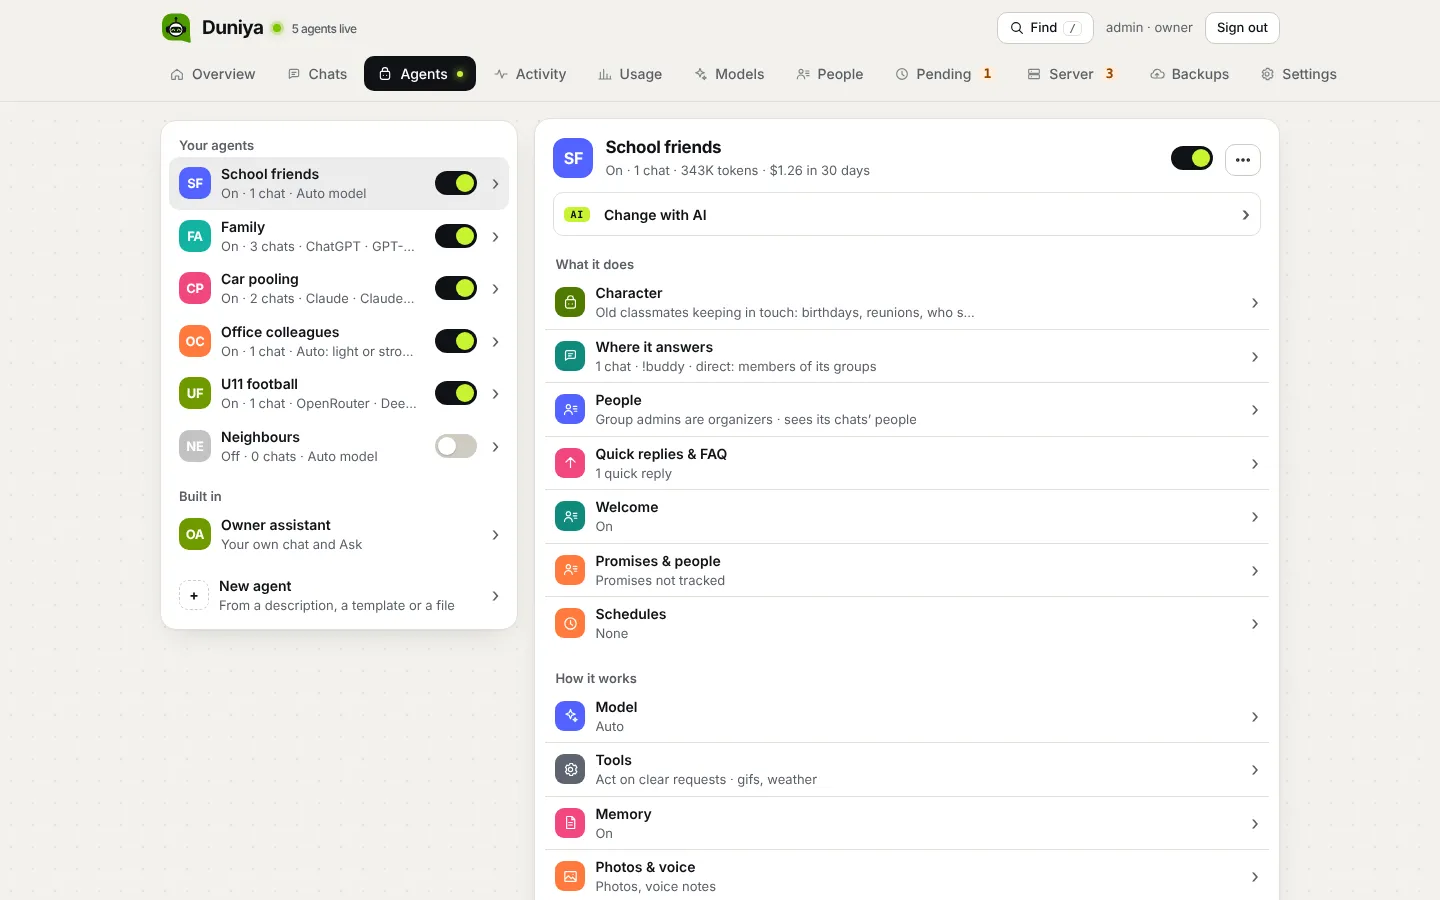 Duniya
5 agents live
Find /
admin · owner
Sign out
Overview
Chats
Agents
Activity
Usage
Models
People
Pending 1
Server 3
Backups
Settings
Your agents
SF
School friends
On · 1 chat · Auto model
FA
Family
On · 3 chats · ChatGPT · GPT-...
CP
Car pooling
On · 2 chats · Claude · Claude...
OC
Office colleagues
On · 1 chat · Auto: light or stro...
UF
U11 football
On · 1 chat · OpenRouter · Dee...
NE
Neighbours
Off · 0 chats · Auto model
Built in
OA
Owner assistant
Your own chat and Ask
+
New agent
From a description, a template or a file
SF
School friends
On · 1 chat · 343K tokens · $1.26 in 30 days
AI Change with AI
What it does
Character
Old classmates keeping in touch: birthdays, reunions, who s...
Where it answers
1 chat · !buddy · direct: members of its groups
People
Group admins are organizers · sees its chats’ people
Quick replies & FAQ
1 quick reply
Welcome
On
Promises & people
Promises not tracked
Schedules
None
How it works
Model
Auto
Tools
Act on clear requests · gifs, weather
Memory
On
Photos & voice
Photos, voice notes